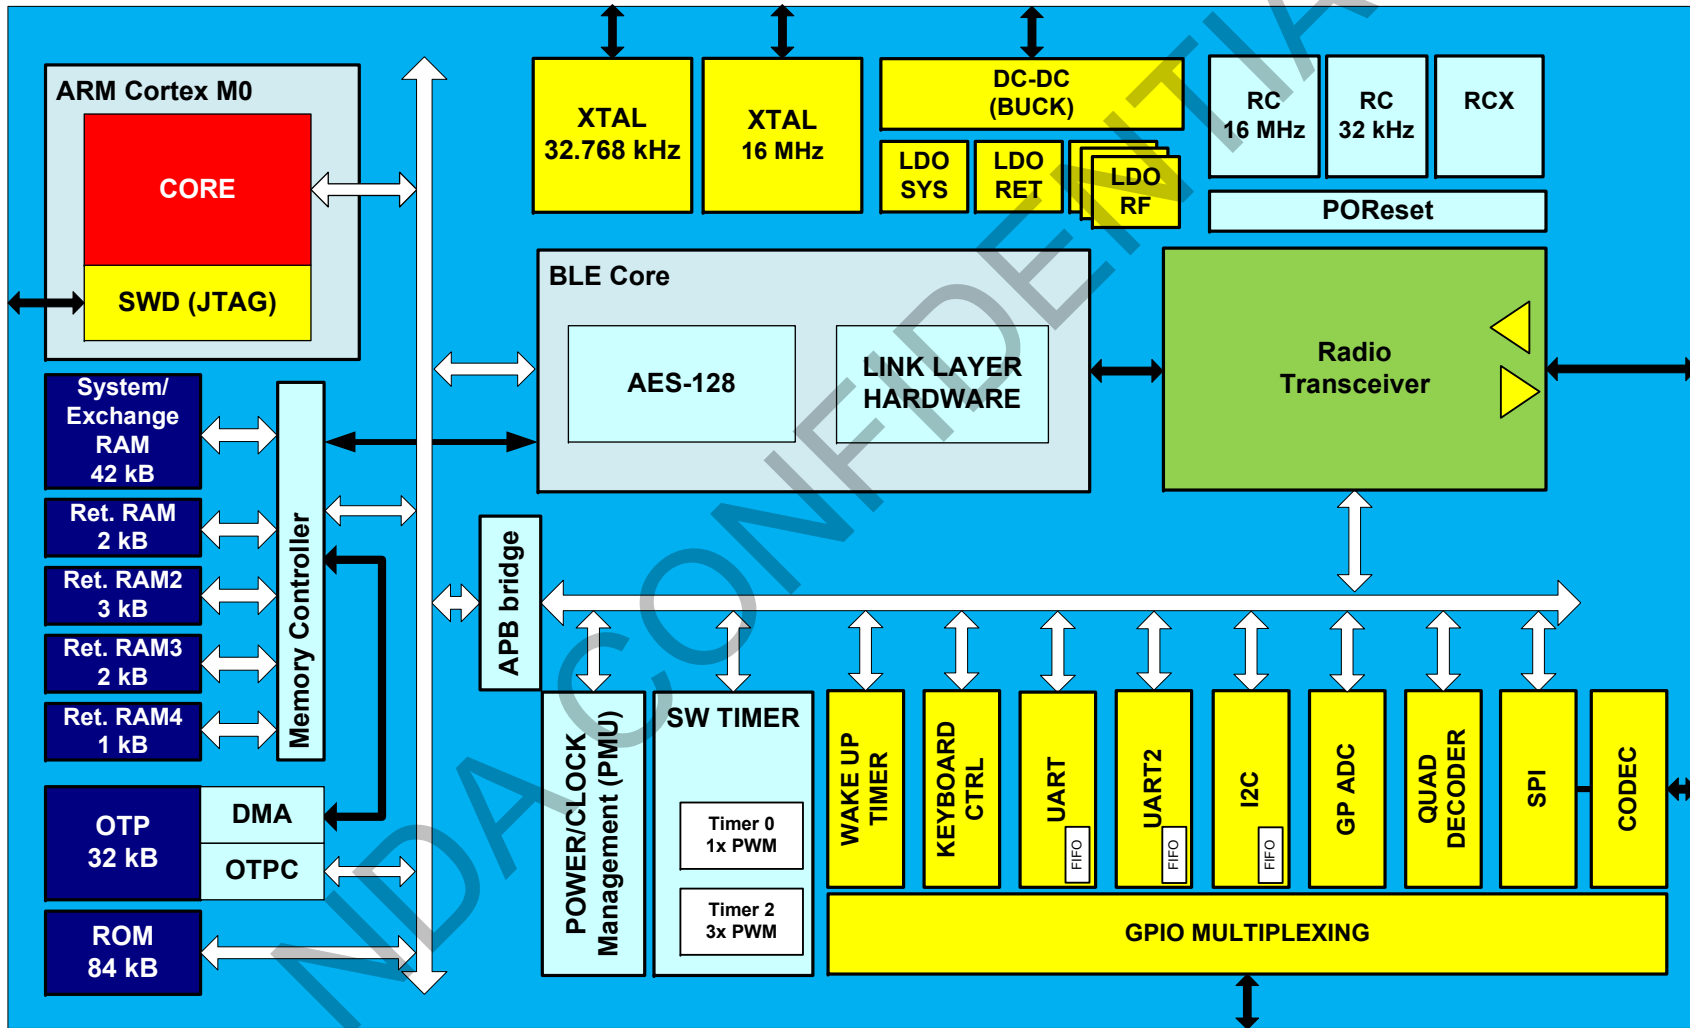 ARM Cortex M0
CORE
SWD (JTAG)
XTAL
32.768 kHz
XTAL
16 MHz
DC-DC
(BUCK)
LDO
SYS
LDO
RET
LDO
RF
RC
16 MHz
RC
32 kHz
RCX
POReset
BLE Core
AES-128
LINK LAYER
HARDWARE
Radio
Transceiver
System/
Exchange
RAM
42 kB
Ret. RAM
2 kB
Ret. RAM2
3 kB
Ret. RAM3
2 kB
Ret. RAM4
1 kB
Memory Controller
OTP
32 kB
DMA
OTPC
ROM
84 kB
APB bridge
POWER/CLOCK
Management (PMU)
SW TIMER
Timer 0
1x PWM
Timer 2
3x PWM
WAKE UP
TIMER
KEYBOARD
CTRL
UART
FIFO
UART2
FIFO
I2C
FIFO
GP ADC
QUAD
DECODER
SPI
CODEC
GPIO MULTIPLEXING
NDA CONFIDENTIA